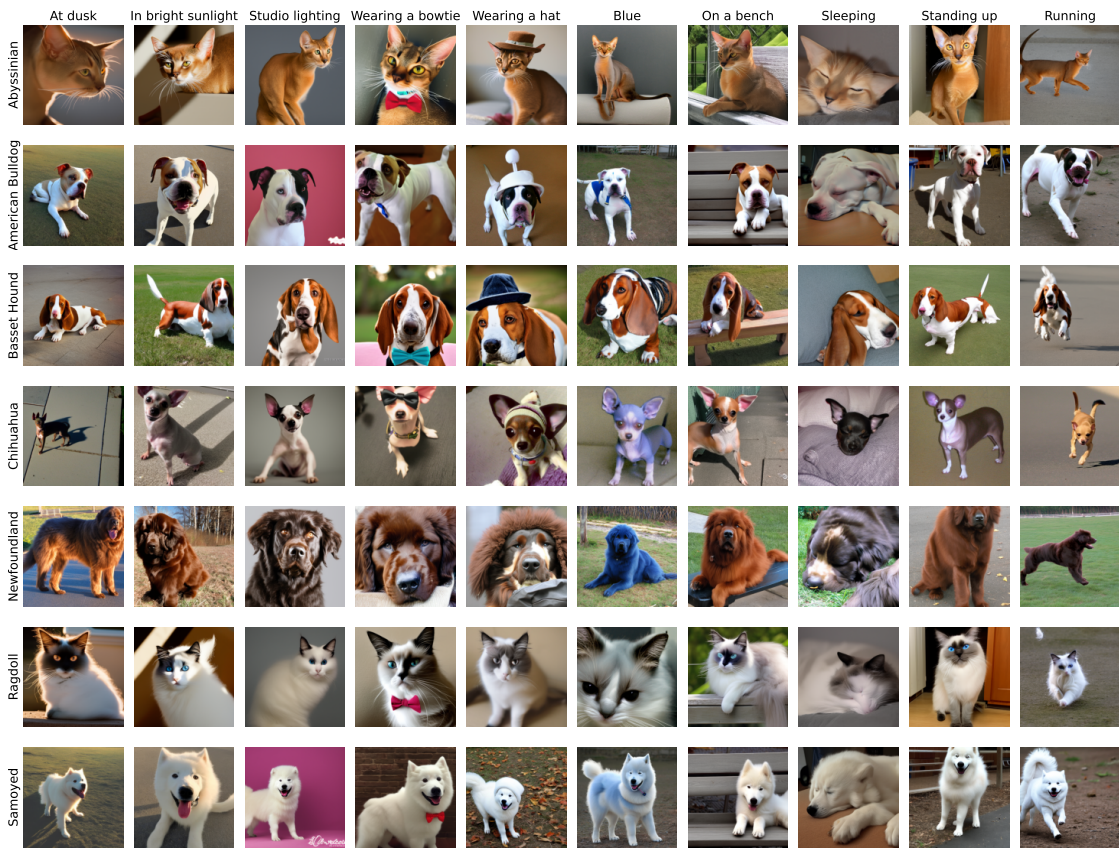 At dusk
In bright sunlight
Studio lighting
Wearing a bowtie
Wearing a hat
Blue
On a bench
Sleeping
Standing up
Running
Abyssinian
American Bulldog
Basset Hound
Chihuahua
Newfoundland
Ragdoll
Samoyed